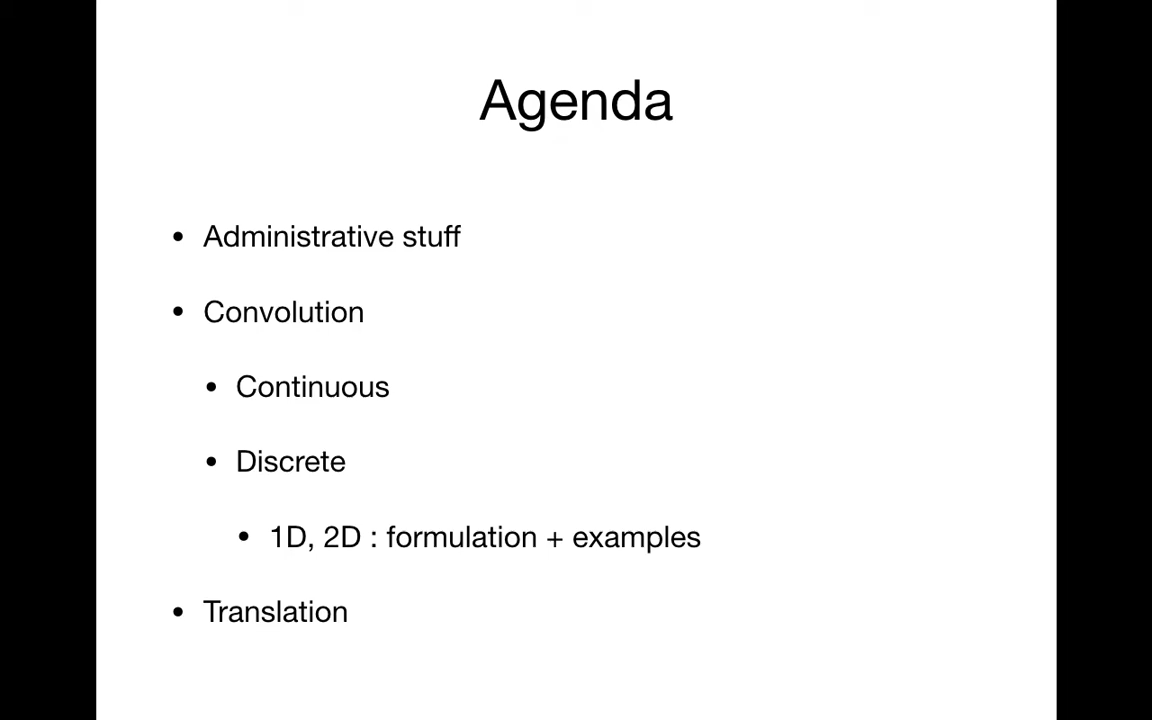 Agenda
• Administrative stuff
• Convolution
• Continuous
• Discrete
• 1D, 2D : formulation + examples
• Translation